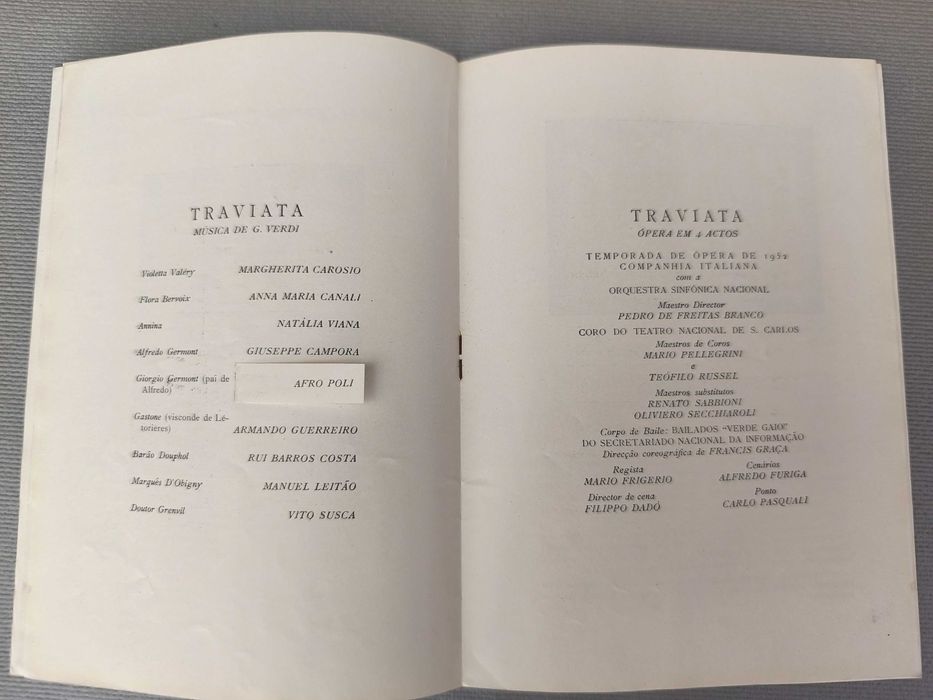 TRAVIATA
MÚSICA DE G. VERDI
Violetta Valéry MARGHERITA CAROSIO
Flora Bervoix ANNA MARIA CANALI
Annina NATÁLIA VIANA
Alfredo Germont GIUSEPPE CAMPORA
Giorgio Germont (pai de
Alfredo) AFRO POLI
Gastone (visconde de Lé-
torières) ARMANDO GUERREIRO
Barão Douphol RUI BARROS COSTA
Marquês D'Obigny MANUEL LEITÃO
Doutor Grenvil VITO SUSCA
TRAVIATA
ÓPERA EM 4 ACTOS
TEMPORADA DE ÓPERA DE 1952
COMPANHIA ITALIANA
com a
ORQUESTRA SINFÓNICA NACIONAL
Maestro Director
PEDRO DE FREITAS BRANCO
CORO DO TEATRO NACIONAL DE S. CARLOS
Maestros de Coros
MARIO PELLEGRINI
e
TEÓFILO RUSSEL
Maestros substitutos
RENATO SABBIONI
OLIVIERO SECCHIAROLI
Corpo de Baile: BAILADOS "VERDE GAIO"
DO SECRETARIADO NACIONAL DA INFORMAÇÃO
Direcção coreográfica de FRANCIS GRAÇA
Regista Cenários
MARIO FRIGERIO ALFREDO FURIGA
Director de cena Ponto
FILIPPO DADÓ CARLO PASQUALI